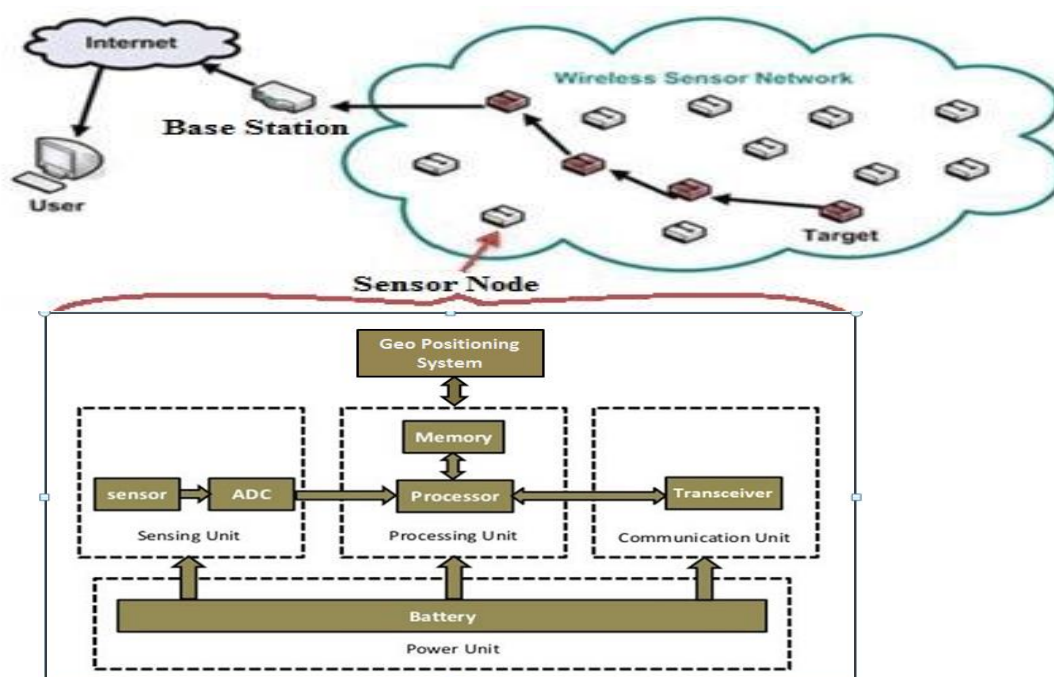 Internet
Wireless Sensor Network
Base Station
User
Target
Sensor Node
Geo Positioning
System
Memory
sensor
ADC
Processor
Transceiver
Sensing Unit
Processing Unit
Communication Unit
Battery
Power Unit